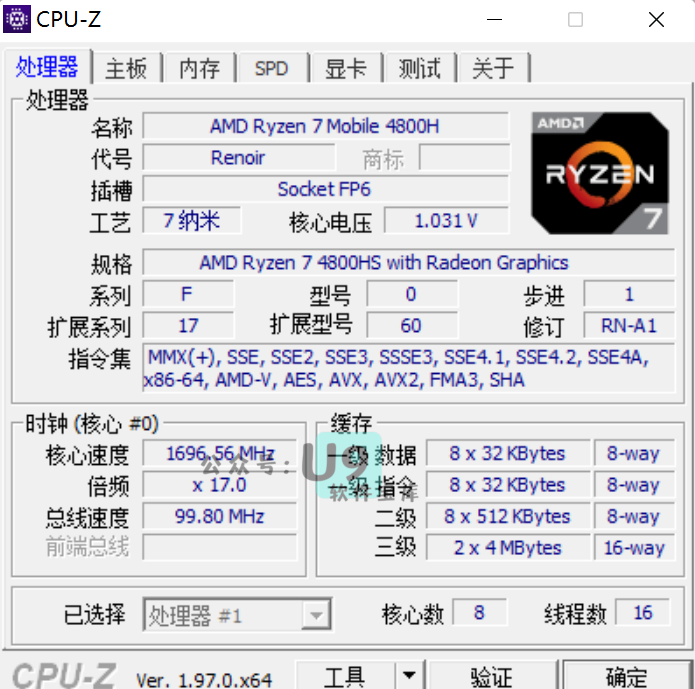 CPU-Z
处理器 主板 内存 SPD 显卡 测试 关于
处理器
名称 AMD Ryzen 7 Mobile 4800H
代号 Renoir 商标
插槽 Socket FP6
工艺 7 纳米 核心电压 1.031 V
AMD RYZEN 7
规格 AMD Ryzen 7 4800HS with Radeon Graphics
系列 F 型号 0 步进 1
扩展系列 17 扩展型号 60 修订 RN-A1
指令集 MMX(+), SSE, SSE2, SSE3, SSSE3, SSE4.1, SSE4.2, SSE4A,
x86-64, AMD-V, AES, AVX, AVX2, FMA3, SHA
时钟 (核心 #0)
核心速度 1696.56 MHz
倍频 x 17.0
总线速度 99.80 MHz
前端总线
缓存
一级 数据 8 x 32 KBytes 8-way
一级 指令 8 x 32 KBytes 8-way
二级 8 x 512 KBytes 8-way
三级 2 x 4 MBytes 16-way
公众号: U9
软件宝库
已选择 处理器 #1 核心数 8 线程数 16
CPU-Z Ver. 1.97.0.x64 工具 验证 确定